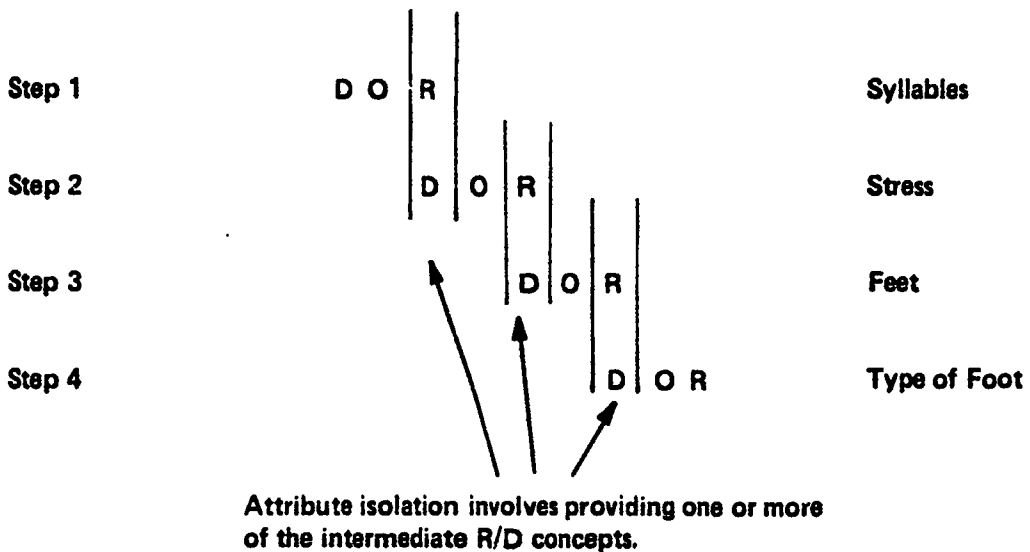 Step 1 D O R Syllables
Step 2 D O R Stress
Step 3 D O R Feet
Step 4 D O R Type of Foot
Attribute isolation involves providing one or more
of the intermediate R/D concepts.